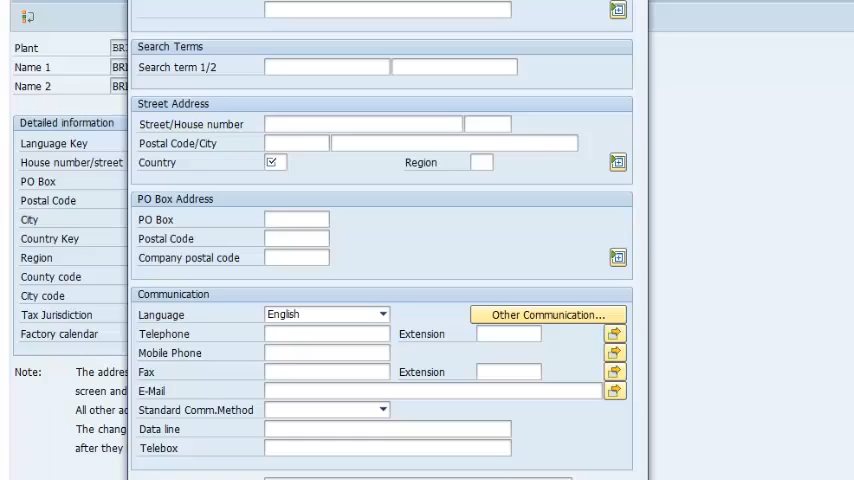 Plant BRI
Name 1 BRI
Name 2 BRI
Detailed information
Language Key
House number/street
PO Box
Postal Code
City
Country Key
Region
County code
City code
Tax Jurisdiction
Factory calendar
Note: The addres
screen and
All other ad
The chang
after they
Search Terms
Search term 1/2
Street Address
Street/House number
Postal Code/City
Country Region
PO Box Address
PO Box
Postal Code
Company postal code
Communication
Language English Other Communication...
Telephone Extension
Mobile Phone
Fax Extension
E-Mail
Standard Comm.Method
Data line
Telebox